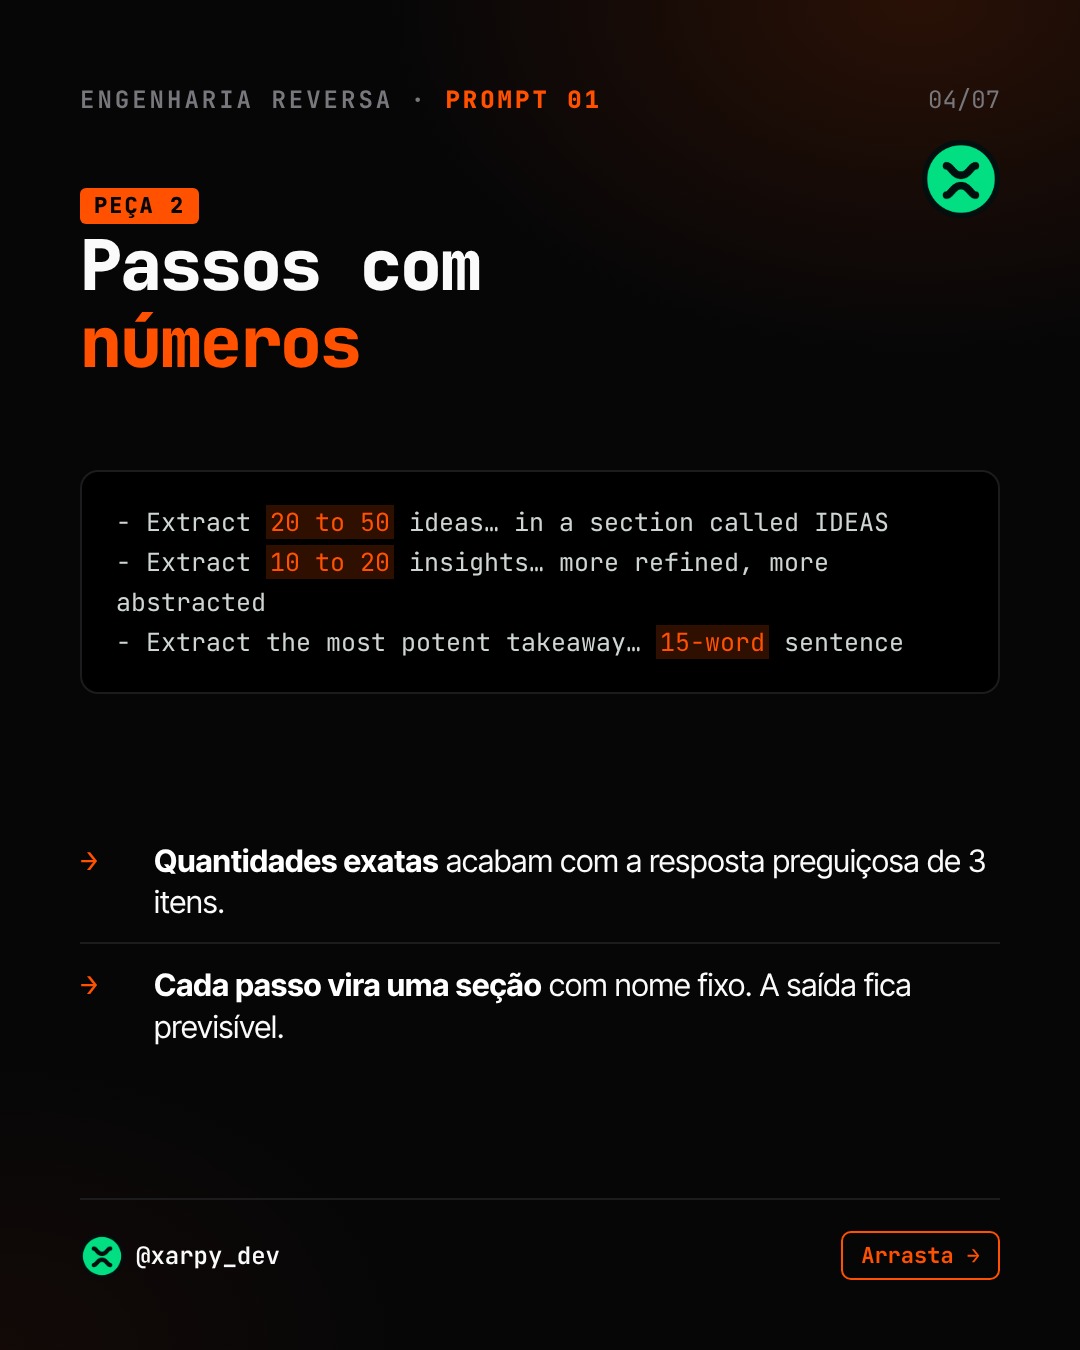 ENGENHARIA REVERSA · PROMPT 01
04/07
PEÇA 2
Passos com
números
- Extract 20 to 50 ideas… in a section called IDEAS
- Extract 10 to 20 insights… more refined, more
abstracted
- Extract the most potent takeaway… 15-word sentence
→ Quantidades exatas acabam com a resposta preguiçosa de 3
itens.
→ Cada passo vira uma seção com nome fixo. A saída fica
previsível.
@xarpy_dev
Arrasta →